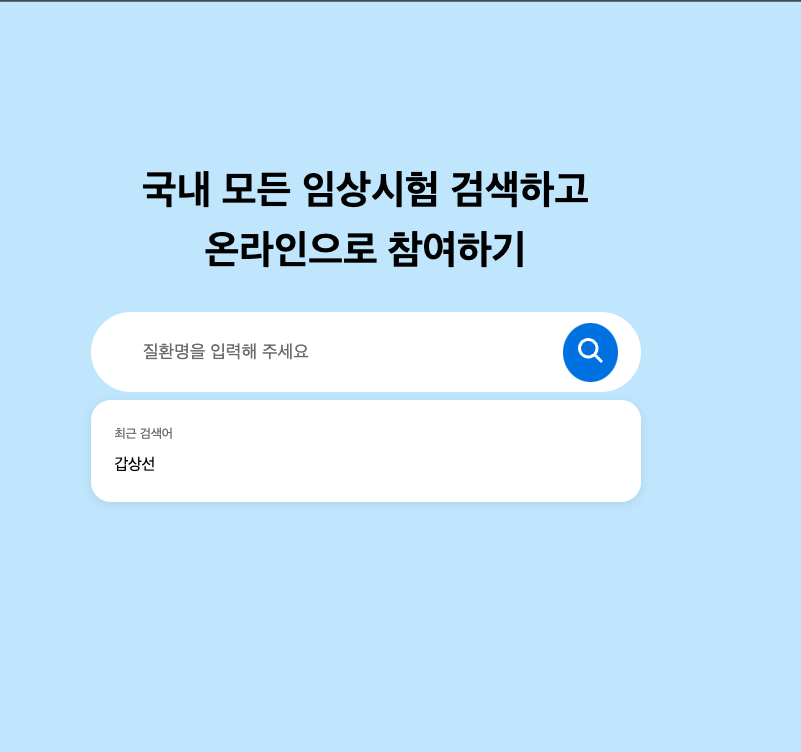 국내 모든 임상시험 검색하고
온라인으로 참여하기
질환명을 입력해 주세요
최근 검색어
갑상선